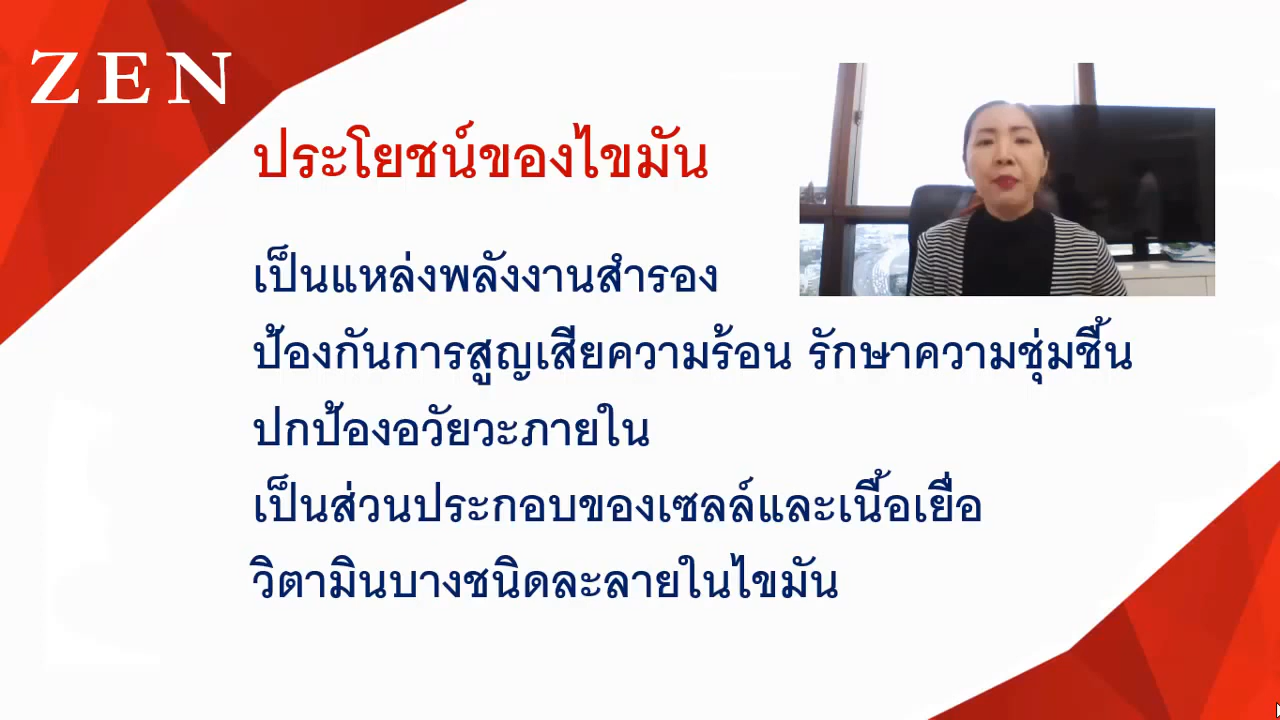 ZEN
ประโยชน์ของไขมัน
เป็นแหล่งพลังงานสำรอง
ป้องกันการสูญเสียความร้อน รักษาความชุ่มชื้น
ปกป้องอวัยวะภายใน
เป็นส่วนประกอบของเซลล์และเนื้อเยื่อ
วิตามินบางชนิดละลายในไขมัน